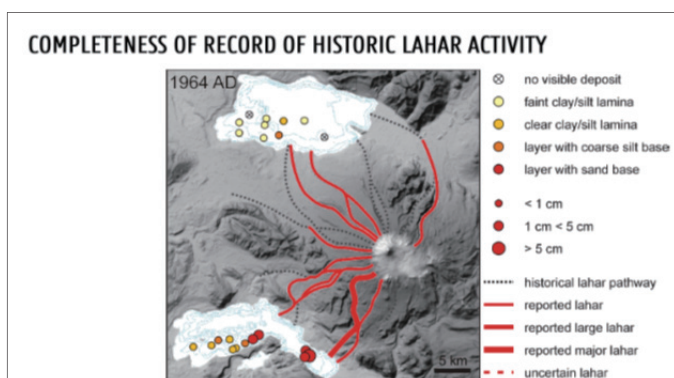 COMPLETENESS OF RECORD OF HISTORIC LAHAR ACTIVITY
1964 AD
no visible deposit
faint clay/silt lamina
clear clay/silt lamina
layer with coarse silt base
layer with sand base
< 1 cm
1 cm < 5 cm
> 5 cm
historical lahar pathway
reported lahar
reported large lahar
reported major lahar
uncertain lahar
5 km